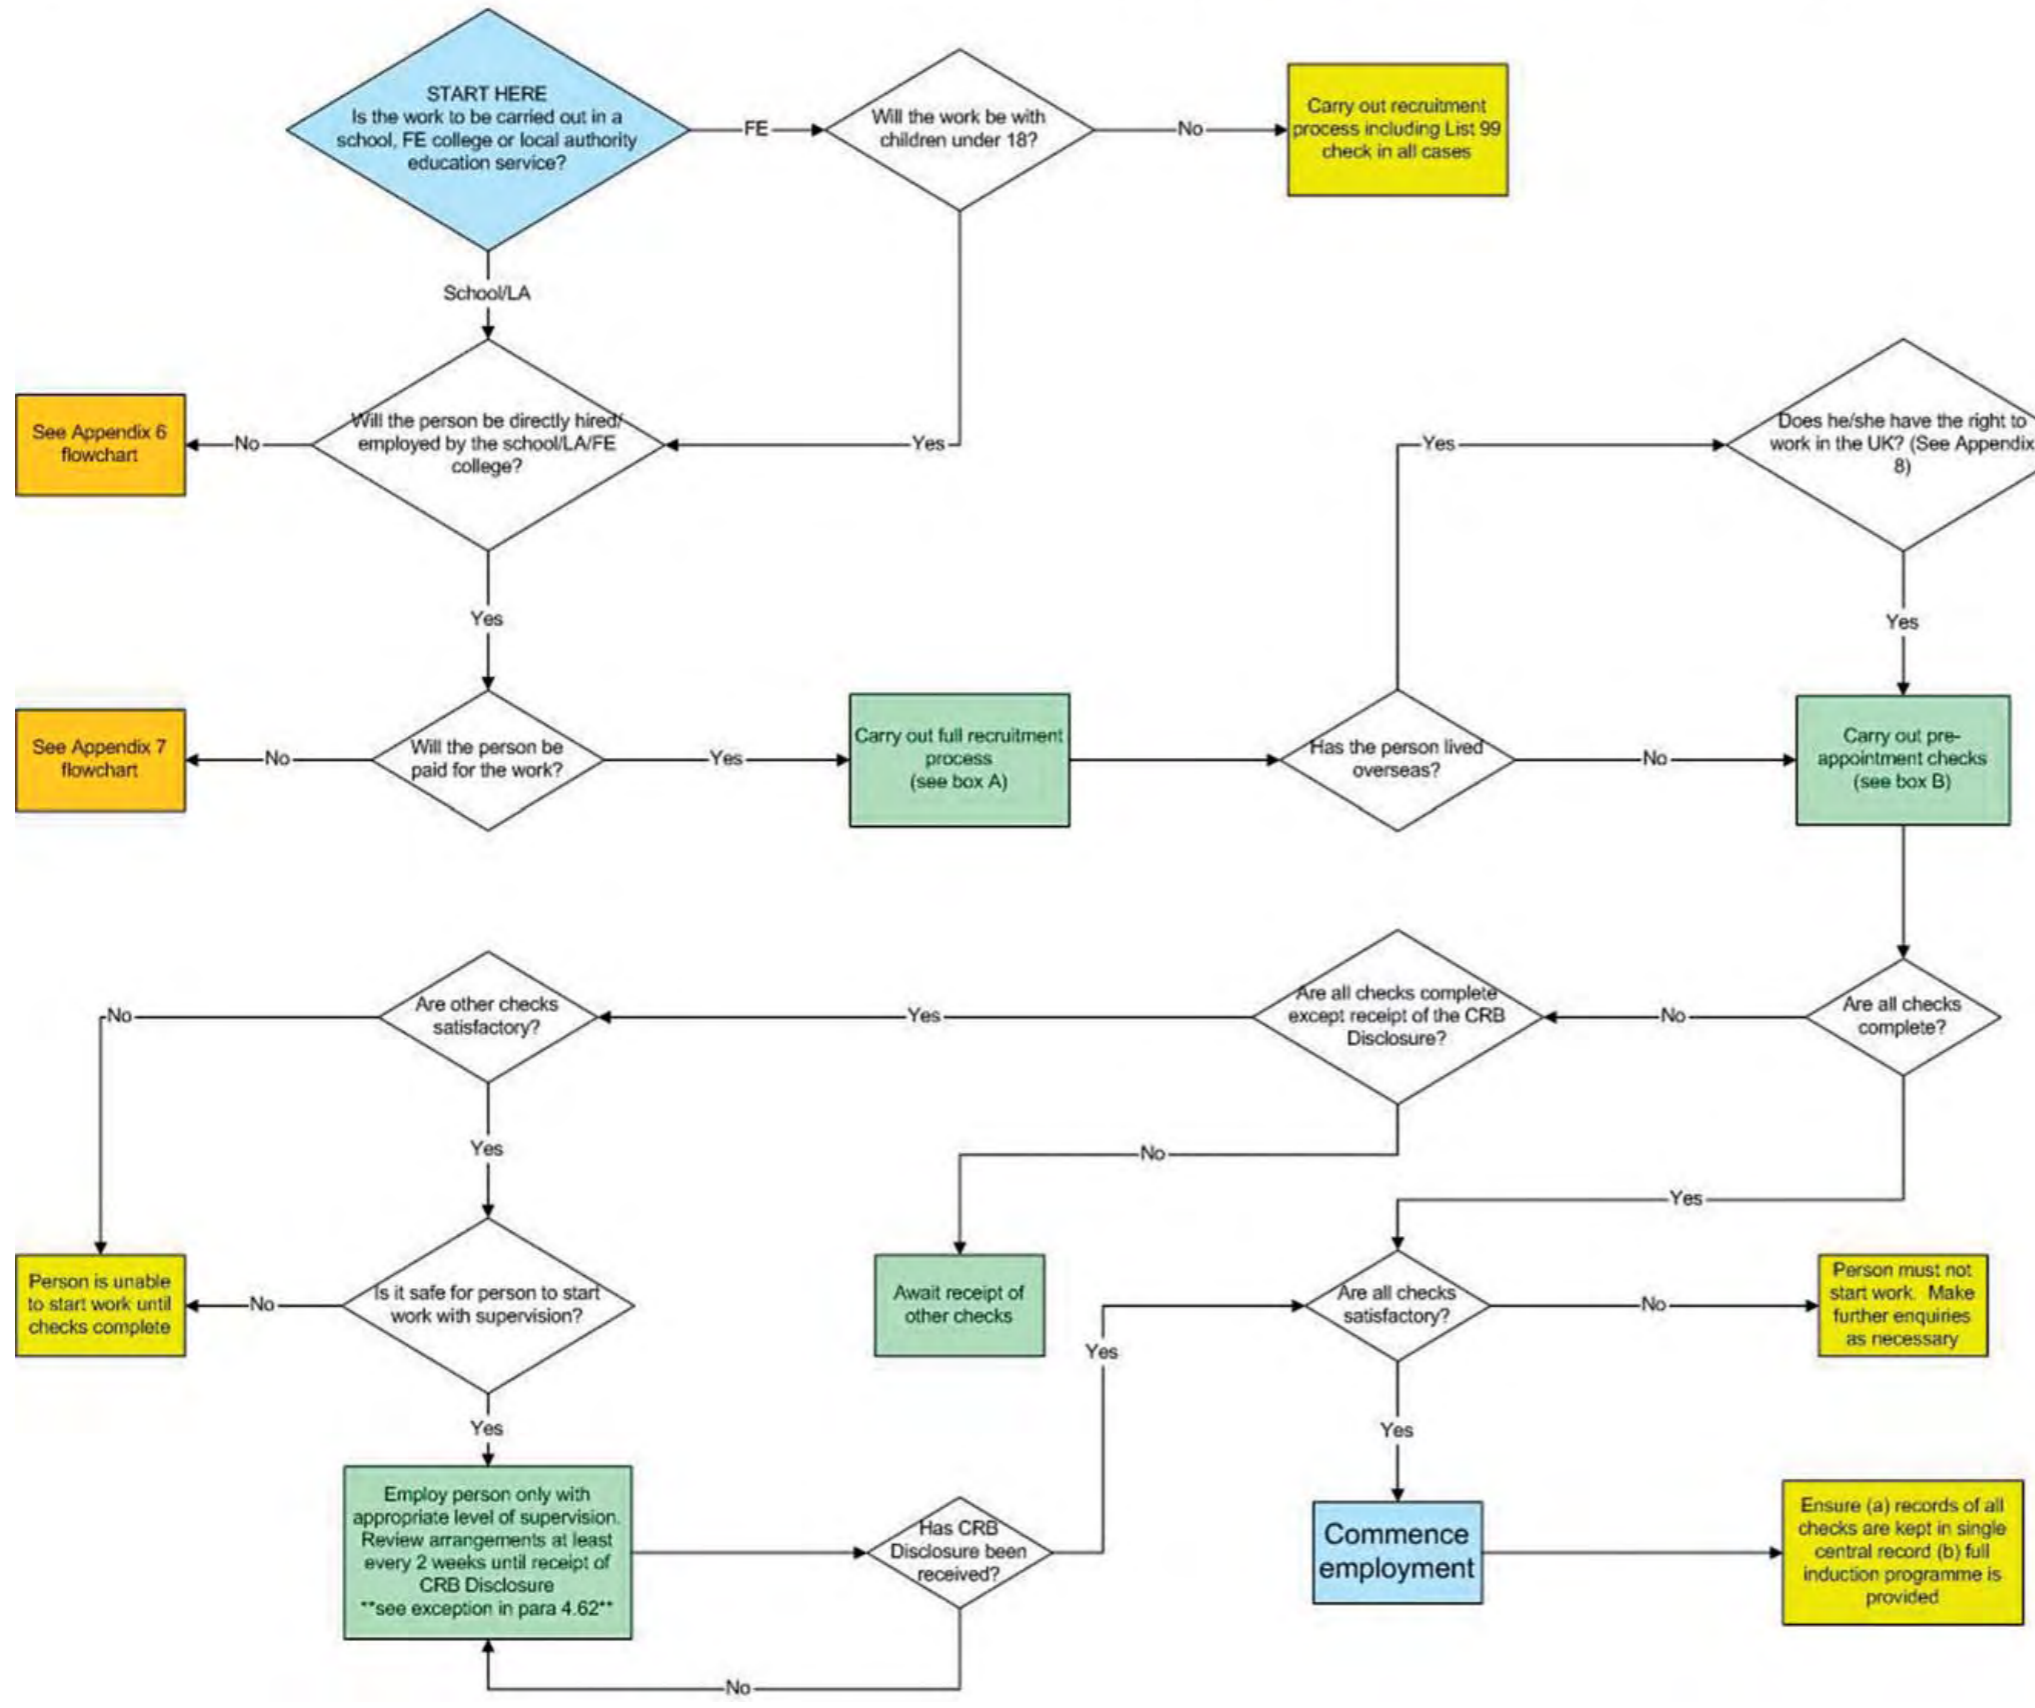 START HERE
Is the work to be carried out in a
school, FE college or local authority
education service?
FE
Will the work be with
children under 18?
No
Carry out recruitment
process including List 99
check in all cases
School/LA
See Appendix 6
flowchart
No
Will the person be directly hired/
employed by the school/LA/FE
college?
Yes
Yes
Does he/she have the right to
work in the UK? (See Appendix
8)
Yes
Yes
See Appendix 7
flowchart
No
Will the person be
paid for the work?
Yes
Carry out full recruitment
process
(see box A)
Has the person lived
overseas?
No
Carry out pre-
appointment checks
(see box B)
No
Are other checks
satisfactory?
Yes
Are all checks complete
except receipt of the CRB
Disclosure?
No
Are all checks
complete?
Yes
No
Yes
Person is unable
to start work until
checks complete
No
Is it safe for person to start
work with supervision?
Await receipt of
other checks
Yes
Are all checks
satisfactory?
No
Person must not
start work. Make
further enquiries
as necessary
Yes
Yes
Employ person only with
appropriate level of supervision.
Review arrangements at least
every 2 weeks until receipt of
CRB Disclosure
**see exception in para 4.62**
Has CRB
Disclosure been
received?
Commence
employment
Ensure (a) records of all
checks are kept in single
central record (b) full
induction programme is
provided
No